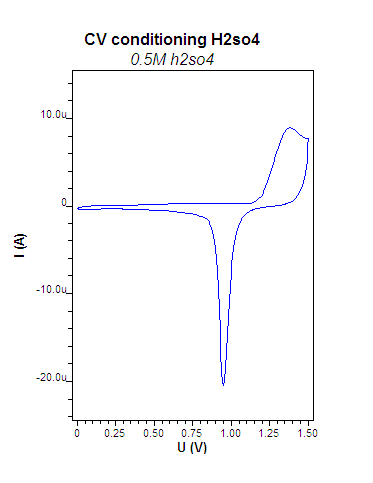 CV conditioning H2so4
0.5M h2so4
10.0u
0
-10.0u
-20.0u
I (A)
0 0.25 0.50 0.75 1.00 1.25 1.50
U (V)